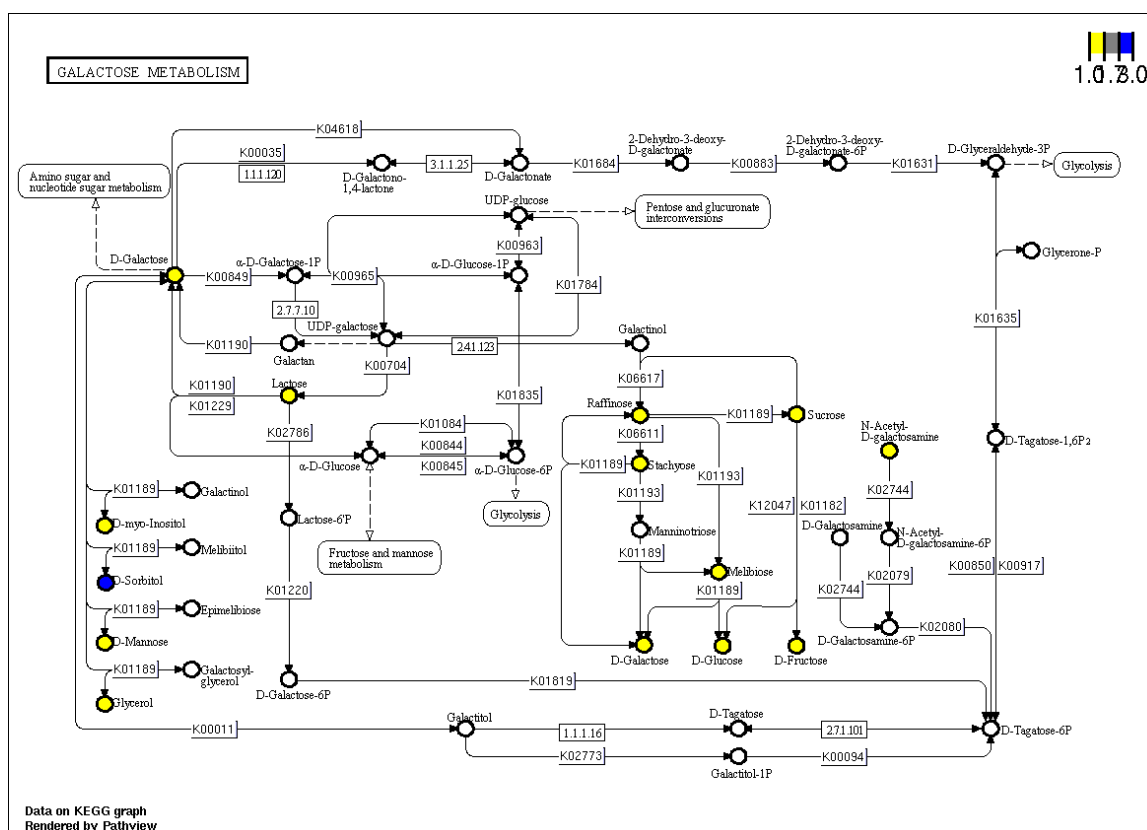 GALACTOSE METABOLISM
K04618
K00035
1.1.1.120
D-Galactono-
1,4-lactone
3.1.1.25
D-Galactonate
K01684
2-Dehydro-3-deoxy-
D-galactonate
K00883
2-Dehydro-3-deoxy-
D-galactonate-6P
K01631
D-Glyceraldehyde-3P
Glycolysis
Amino sugar and
nucleotide sugar metabolism
UDP-glucose
Pentose and glucuronate
interconversions
K00963
D-Galactose
K00849
α-D-Galactose-1P
K00965
α-D-Glucose-1P
K01784
Glycerone-P
2.7.7.10
UDP-galactose
K01190
Galactan
K00704
2.4.1.123
Galactinol
K01635
K01190
K01229
Lactose
K01835
K06617
Raffinose
K01189
Sucrose
K02786
K01084
K00844
K00845
α-D-Glucose
α-D-Glucose-6P
K06611
K01189
Stachyose
K01193
K01193
N-Acetyl-
D-galactosamine
D-Tagatose-1,6P2
K02744
K01189
Galactinol
D-myo-Inositol
Lactose-6'P
Glycolysis
Manninotriose
K12047
K01182
D-Galactosamine
N-Acetyl-
D-galactosamine-6P
K01189
Melibiitol
D-Sorbitol
Fructose and mannose
metabolism
K01189
Melibiose
K00850
K00917
K02079
K02744
K01220
K01189
K01189
Epimelibiose
D-Mannose
K02080
D-Galactosamine-6P
D-Galactose
D-Glucose
D-Fructose
K01189
Galactosyl-
glycerol
Glycerol
D-Galactose-6P
K01819
K00011
Galactitol
1.1.1.16
D-Tagatose
2.7.1.101
D-Tagatose-6P
K02773
Galactitol-1P
K00094
Data on KEGG graph
Rendered by Pathview